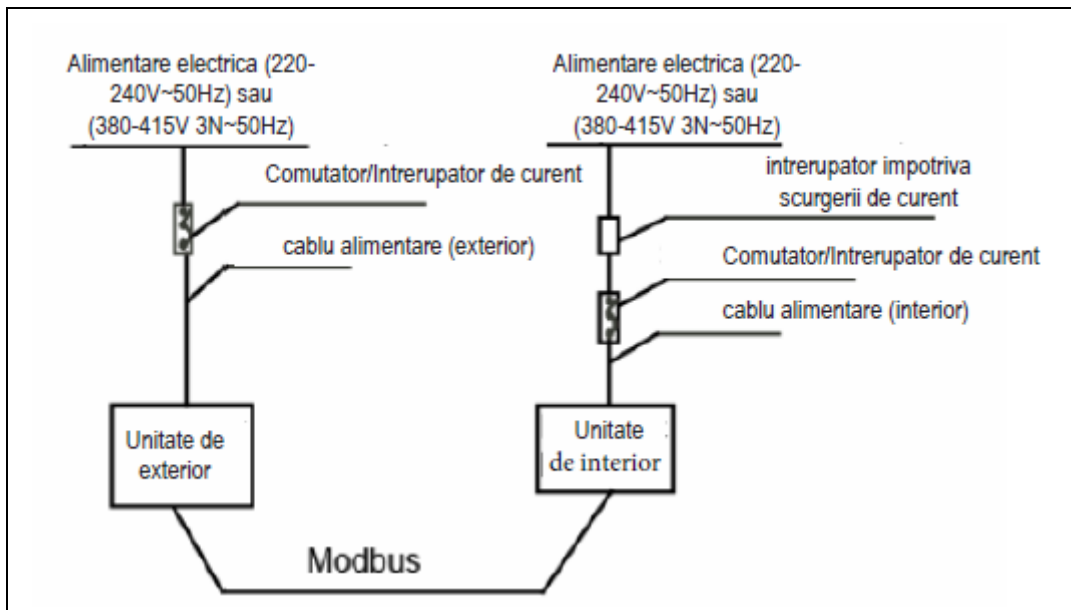 Alimentare electrica (220-
240V~50Hz) sau
(380-415V 3N~50Hz)
Comutator/Intrerupator de curent
cablu alimentare (exterior)
Unitate de
exterior
Alimentare electrica (220-
240V~50Hz) sau
(380-415V 3N~50Hz)
intrerupator impotriva
scurgerii de curent
Comutator/Intrerupator de curent
cablu alimentare (interior)
Unitate
de interior
Modbus